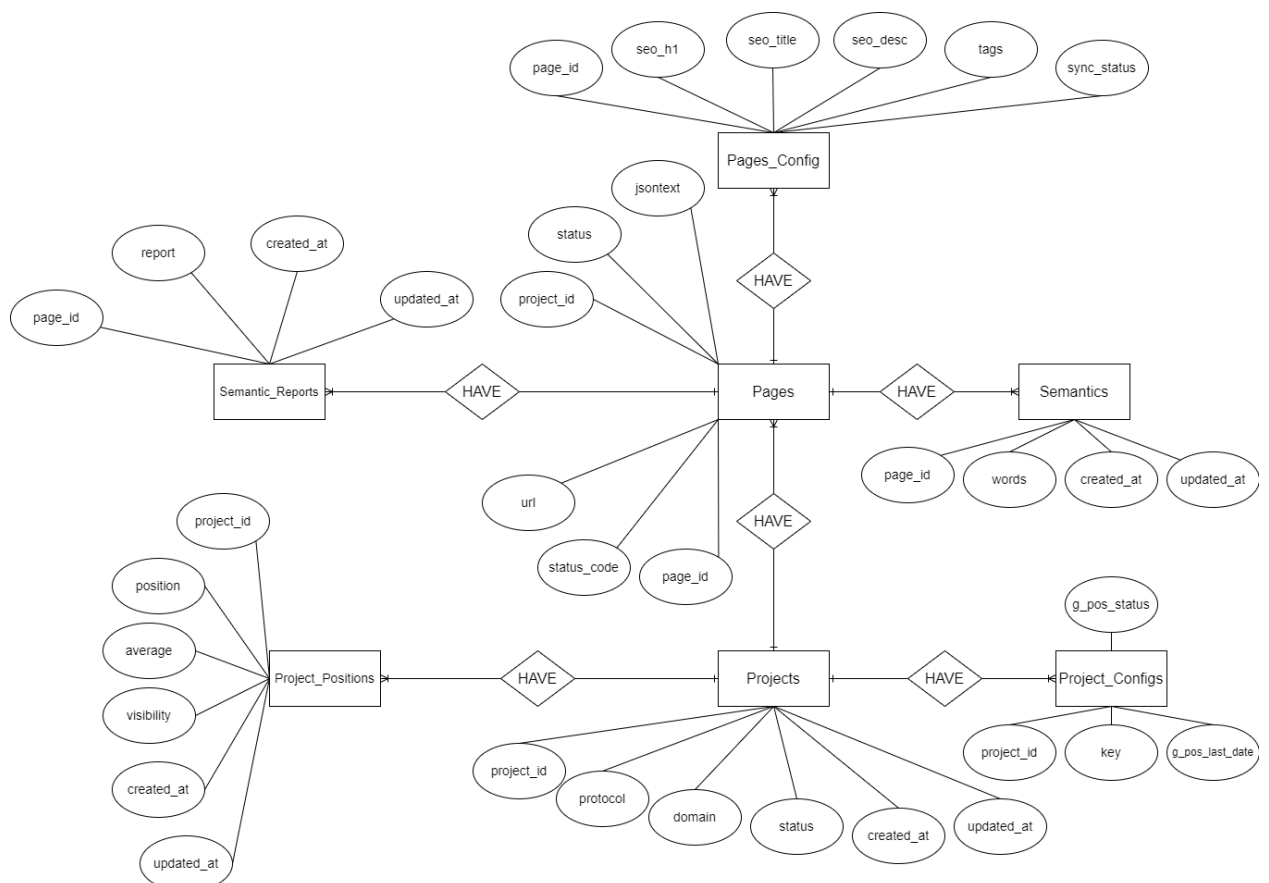 seo_h1
seo_title
seo_desc
tags
page_id
sync_status
Pages_Config
jsontext
status
created_at
report
HAVE
project_id
updated_at
page_id
Semantic_Reports
HAVE
Pages
HAVE
Semantics
page_id
words
created_at
updated_at
url
project_id
HAVE
status_code
page_id
position
g_pos_status
average
Project_Positions
HAVE
Projects
HAVE
Project_Configs
visibility
project_id
key
g_pos_last_date
project_id
created_at
protocol
domain
status
updated_at
created_at
updated_at